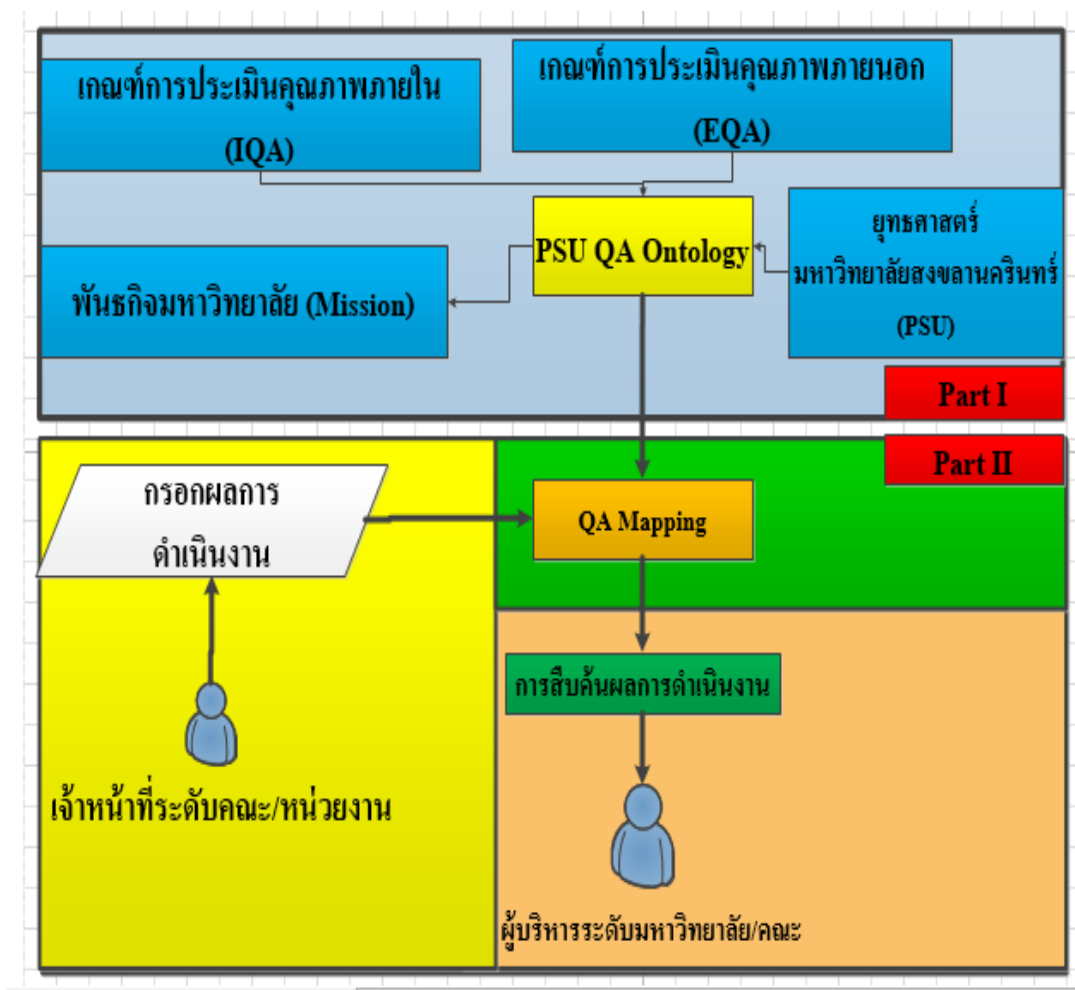 เกณฑ์การประเมินคุณภาพภายใน
(IQA)
เกณฑ์การประเมินคุณภาพภายนอก
(EQA)
PSU QA Ontology
ยุทธศาสตร์
มหาวิทยาลัยสงขลานครินทร์
(PSU)
พันธกิจมหาวิทยาลัย (Mission)
Part I
Part II
กรอกผลการ
ดำเนินงาน
QA Mapping
การสืบค้นผลการดำเนินงาน
เจ้าหน้าที่ระดับคณะ/หน่วยงาน
ผู้บริหารระดับมหาวิทยาลัย/คณะ